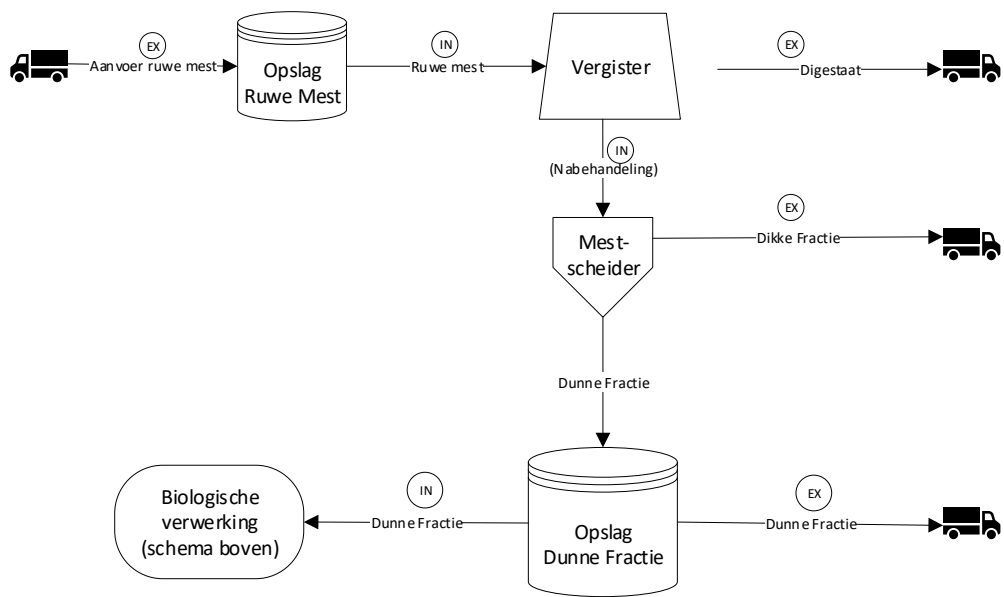 EX
Aanvoer ruwe mest
Opslag
Ruwe Mest
IN
Ruwe mest
Vergister
EX
Digestaat
IN
(Nabehandeling)
Mest-
scheider
EX
Dikke Fractie
Dunne Fractie
Biologische
verwerking
(schema boven)
IN
Dunne Fractie
Opslag
Dunne Fractie
EX
Dunne Fractie